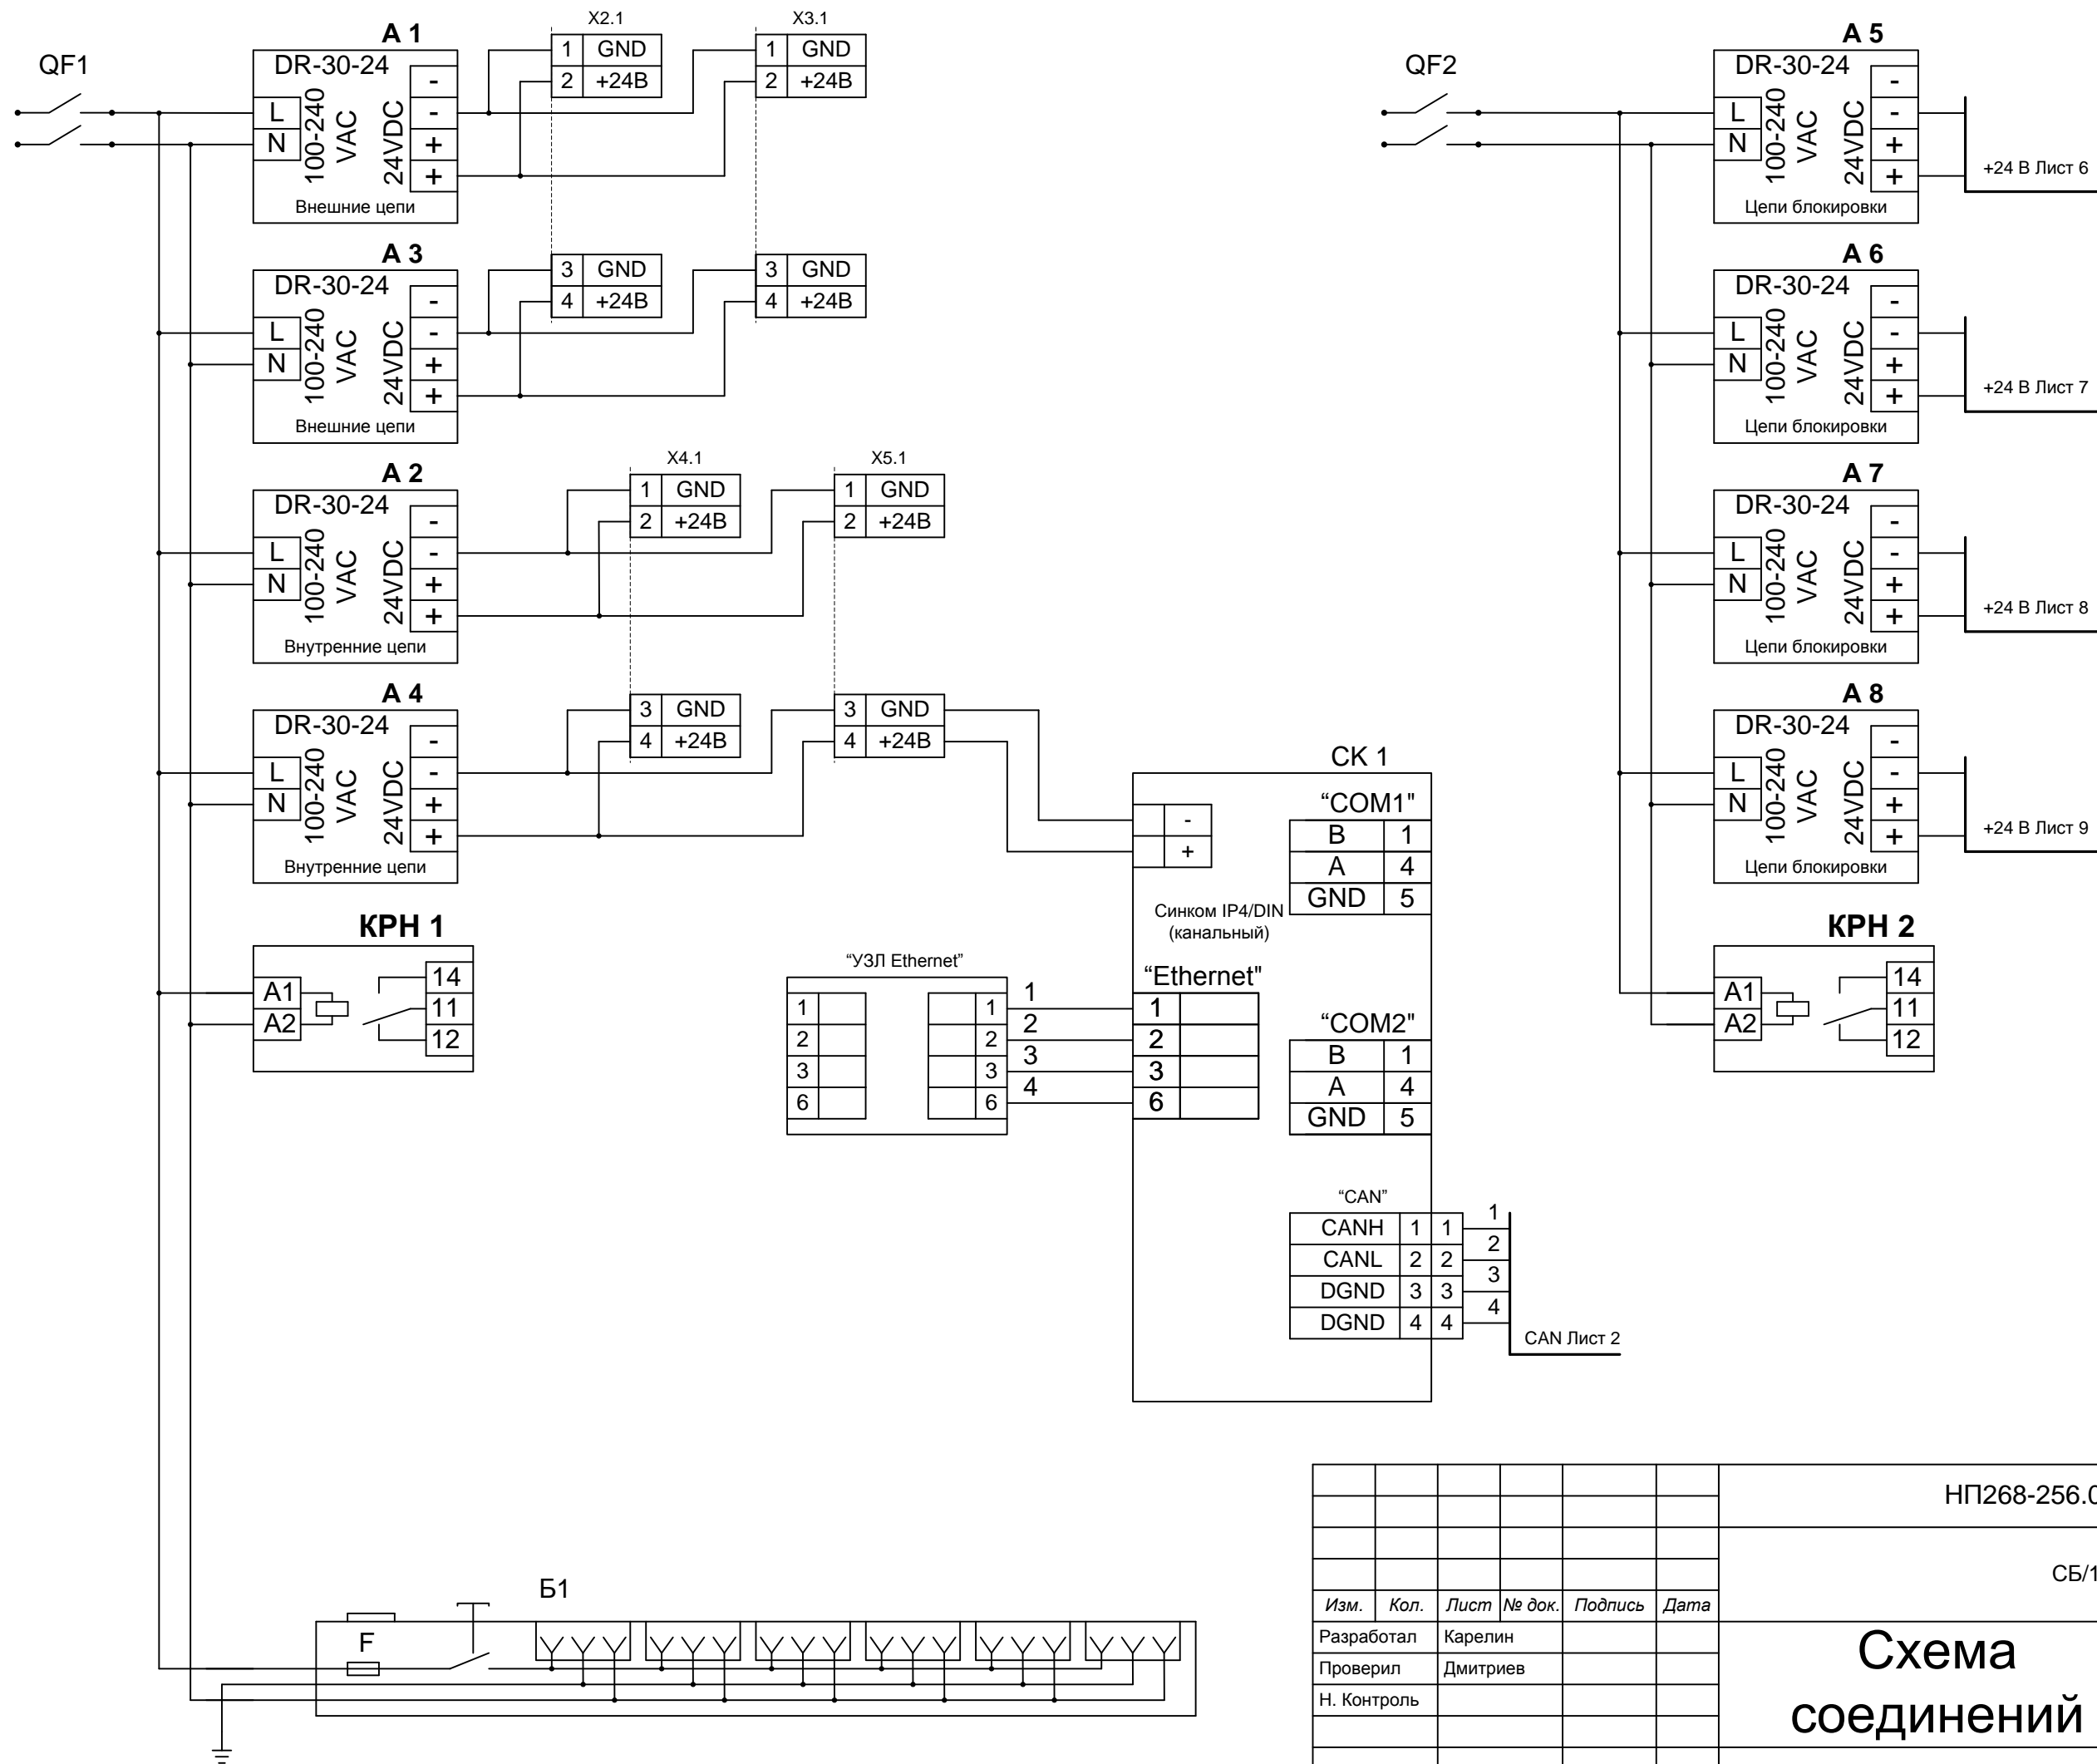 QF1
А 1
DR-30-24
L
N
100-240
VAC
24VDC
-
-
+
+
Внешние цепи
X2.1
1 GND
2 +24В
X3.1
1 GND
2 +24В
А 3
DR-30-24
L
N
100-240
VAC
24VDC
-
-
+
+
Внешние цепи
3 GND
4 +24В
3 GND
4 +24В
А 2
DR-30-24
L
N
100-240
VAC
24VDC
-
-
+
+
Внутренние цепи
X4.1
1 GND
2 +24В
X5.1
1 GND
2 +24В
А 4
DR-30-24
L
N
100-240
VAC
24VDC
-
-
+
+
Внутренние цепи
3 GND
4 +24В
3 GND
4 +24В
КРН 1
A1
A2
14
11
12
“УЗЛ Ethernet”
1 1 1
2 2 2
3 3 3
6 6 4
СК 1
-
+
“COM1"
B 1
A 4
GND 5
Синком IP4/DIN
(канальный)
“Ethernet"
1
2
3
6
“COM2"
B 1
A 4
GND 5
“CAN”
CANH 1 1 1
CANL 2 2 2
DGND 3 3 3
DGND 4 4 4
CAN Лист 2
QF2
А 5
DR-30-24
L
N
100-240
VAC
24VDC
-
-
+
+
Цепи блокировки
+24 В Лист 6
А 6
DR-30-24
L
N
100-240
VAC
24VDC
-
-
+
+
Цепи блокировки
+24 В Лист 7
А 7
DR-30-24
L
N
100-240
VAC
24VDC
-
-
+
+
Цепи блокировки
+24 В Лист 8
А 8
DR-30-24
L
N
100-240
VAC
24VDC
-
-
+
+
Цепи блокировки
+24 В Лист 9
КРН 2
A1
A2
14
11
12
Б1
F
НП268-256.0
СБ/1
Изм. Кол. Лист № док. Подпись Дата
Разработал Карелин
Проверил Дмитриев
Н. Контроль
Схема
соединений